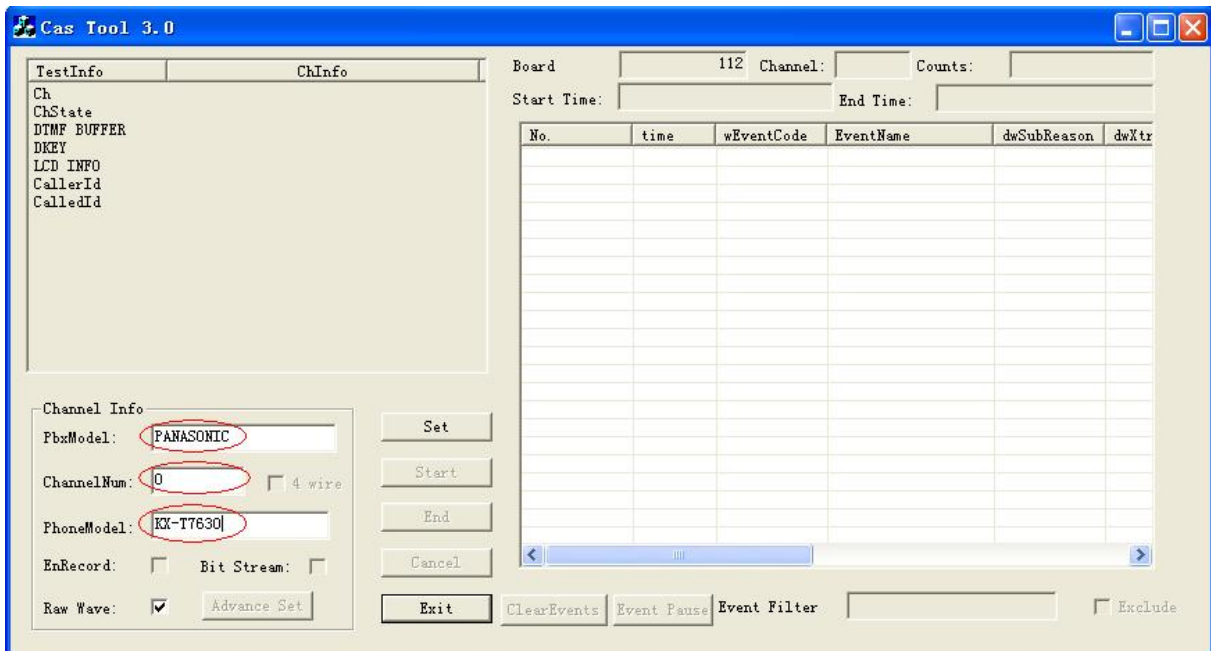 Cas Tool 3.0
TestInfo ChInfo
Ch
ChState
DTMF BUFFER
DKEY
LCD INFO
CallerId
CalledId
Board 112 Channel: Counts:
Start Time: End Time:
No. time wEventCode EventName dwSubReason dwXtr
Channel Info
PbxModel: PANASONIC
ChannelNum: 0 4 wire
PhoneModel: KX-T7630
EnRecord: Bit Stream:
Raw Wave: Advance Set
Set
Start
End
Cancel
Exit
ClearEvents Event Pause Event Filter Exclude